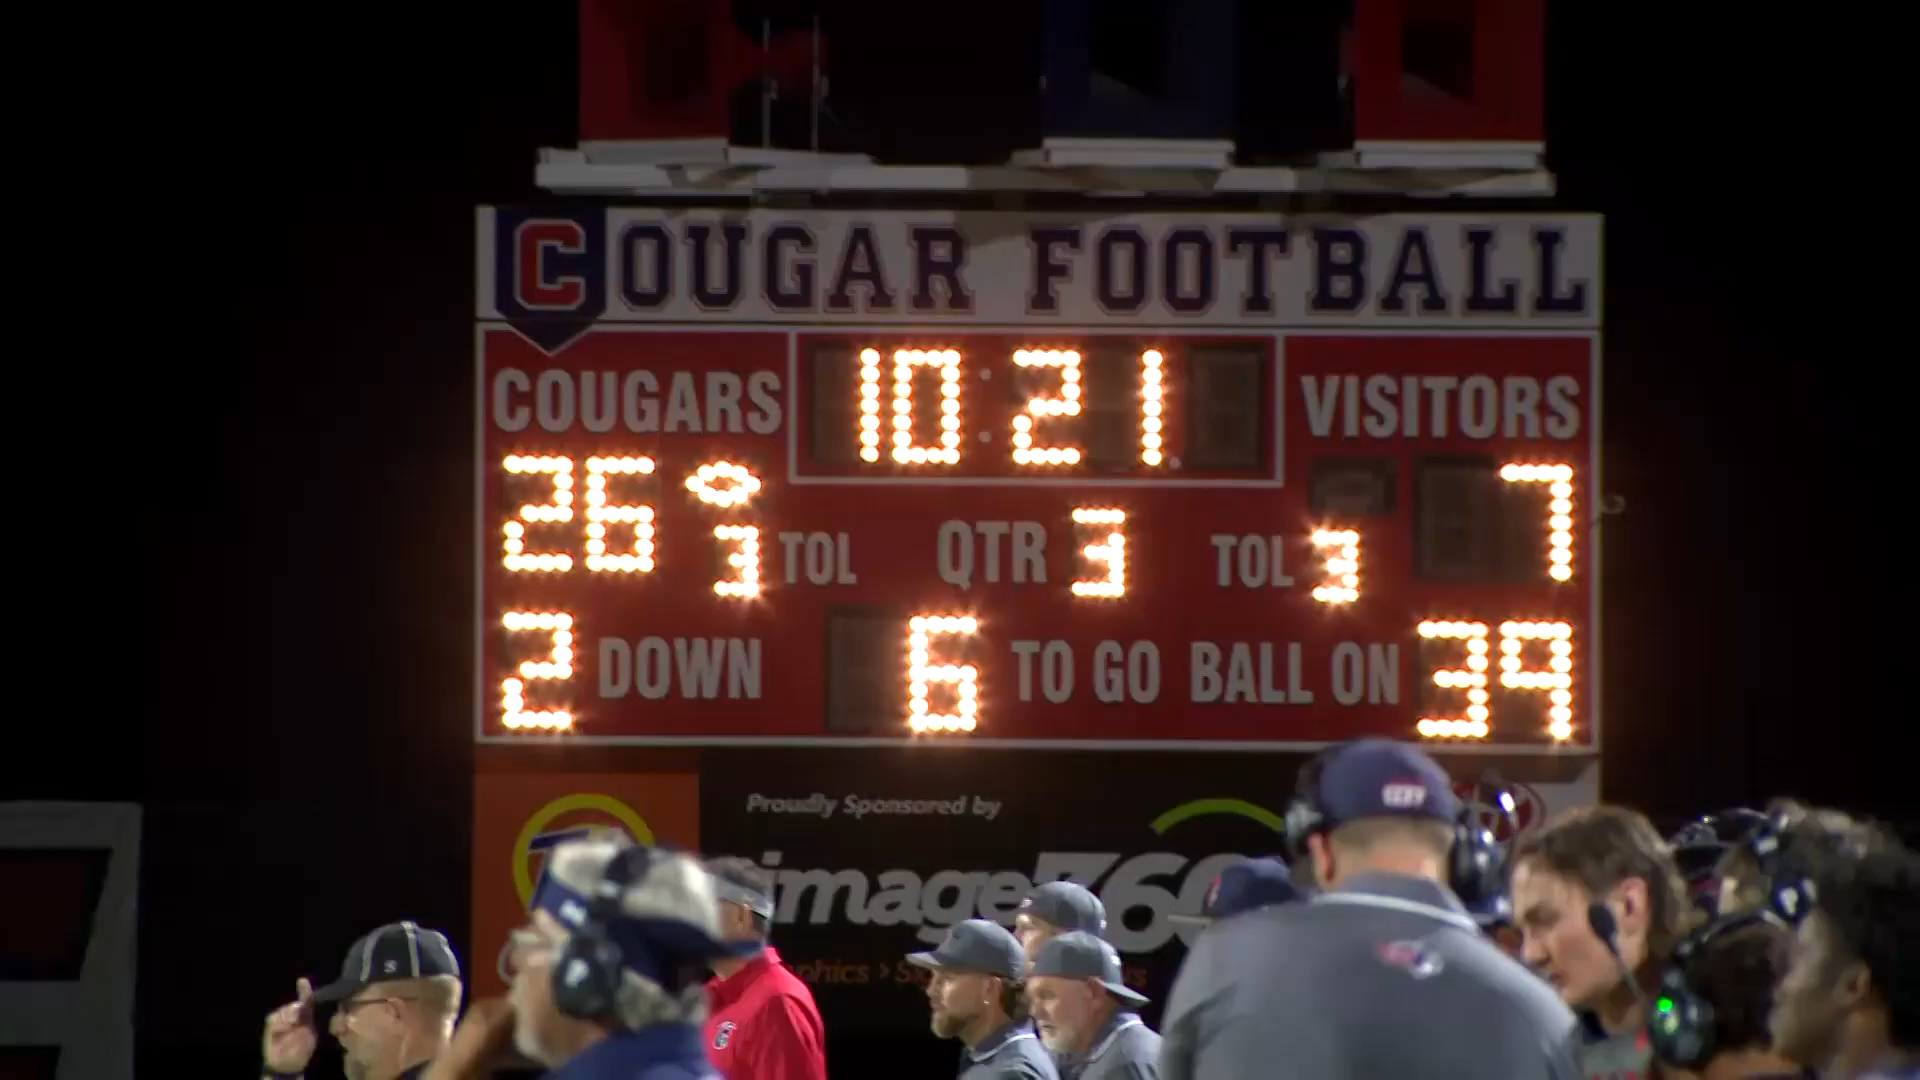 COUGAR FOOTBALL
COUGARS 10:21 VISITORS
26 3 TOL QTR 3 TOL 3 7
2 DOWN 6 TO GO BALL ON 39
Proudly Sponsored by
image360